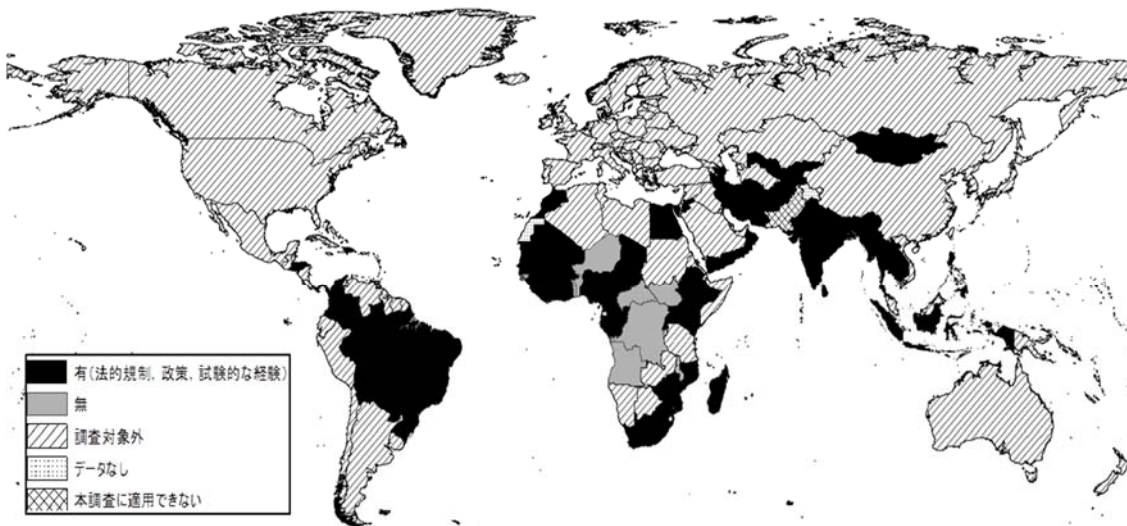 有(法的規制、政策、試験的な経験)
無
調査対象外
データなし
本調査に適用できない